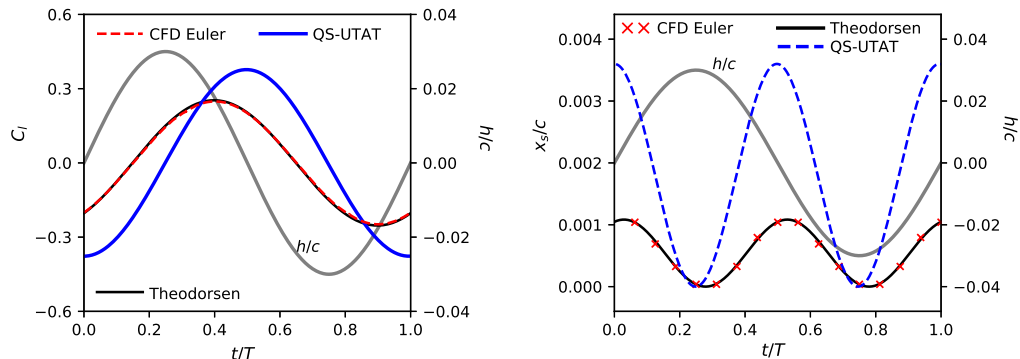 0.6
0.3
0.0
−0.3
−0.6
C_l
CFD Euler
QS-UTAT
h/c
Theodorsen
0.0 0.2 0.4 0.6 0.8 1.0
t/T
0.04
0.02
0.00
−0.02
−0.04
h/c
0.004
0.003
0.002
0.001
0.000
x_s/c
CFD Euler
Theodorsen
QS-UTAT
h/c
0.0 0.2 0.4 0.6 0.8 1.0
t/T
0.04
0.02
0.00
−0.02
−0.04
h/c